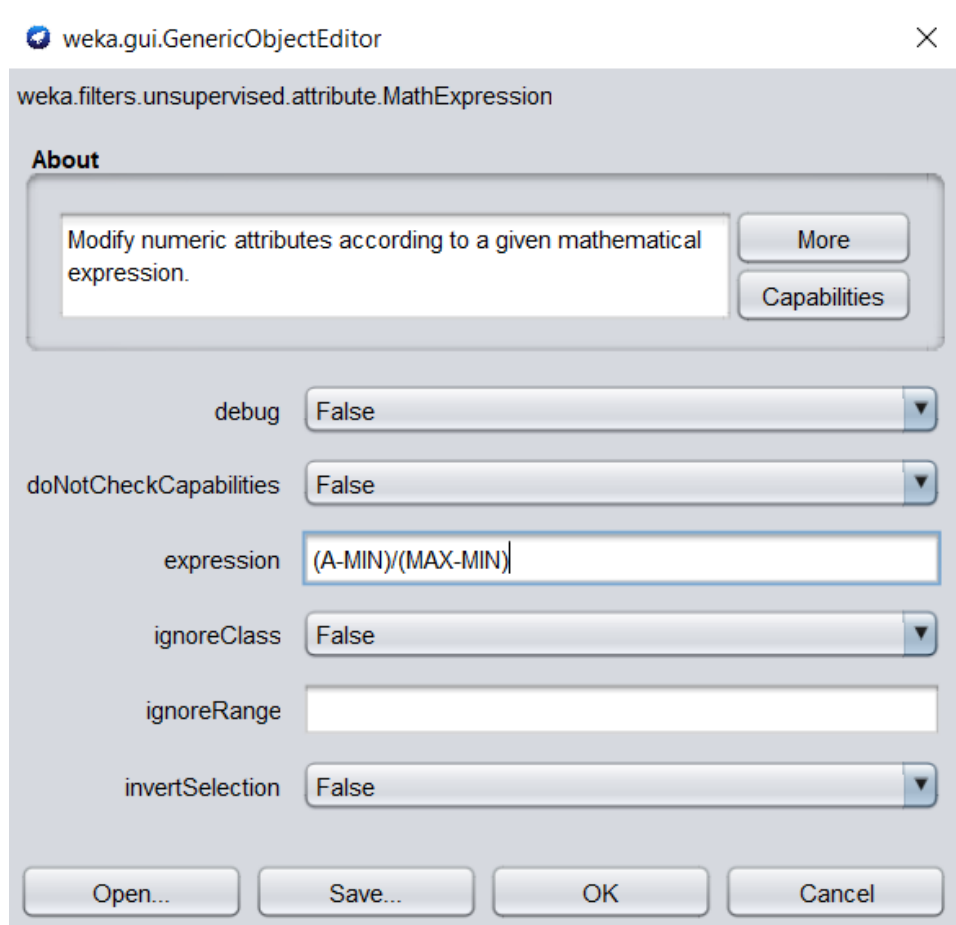 weka.gui.GenericObjectEditor
weka.filters.unsupervised.attribute.MathExpression
About
Modify numeric attributes according to a given mathematical
expression.
More
Capabilities
debug False
doNotCheckCapabilities False
expression (A-MIN)/(MAX-MIN)
ignoreClass False
ignoreRange
invertSelection False
Open... Save... OK Cancel